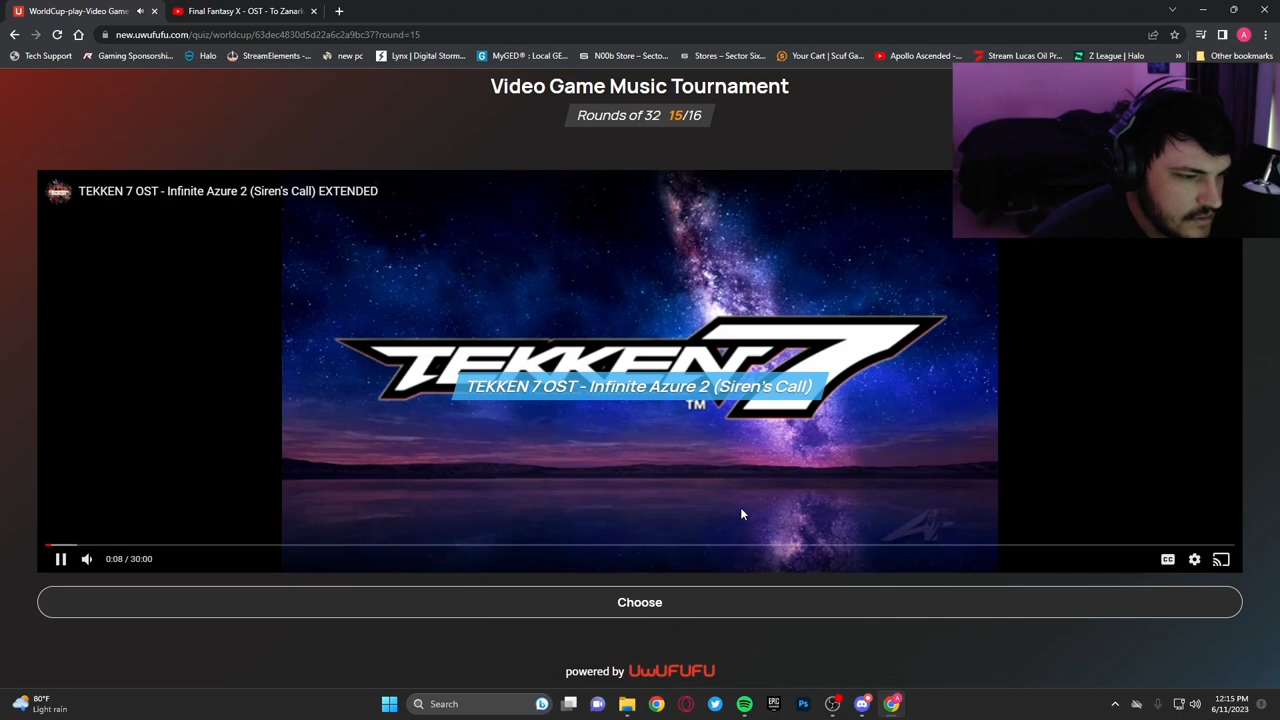 WorldCup-play-Video Game
Final Fantasy X - OST - To Zanark
new.uwufufu.com/quiz/worldcup/63dec4830d5d22a6c2a9bc37?round=15
Tech Support
Gaming Sponsorship...
Halo
StreamElements -...
new pc
Lynx | Digital Storm...
MyGED® : Local GE...
N00b Store – Secto...
Stores – Sector Six...
Your Cart | Scuf Ga...
Apollo Ascended -...
Stream Lucas Oil Pr...
Z League | Halo
»
Other bookmarks
Video Game Music Tournament
Rounds of 32 15/16
TEKKEN 7 OST - Infinite Azure 2 (Siren's Call) EXTENDED
TEKKEN 7
TM
TEKKEN 7 OST - Infinite Azure 2 (Siren's Call)
0:08 / 30:00
CC
Choose
powered by UwUFUFU
80°F
Light rain
Search
EPIC
Ps
12:15 PM
6/11/2023